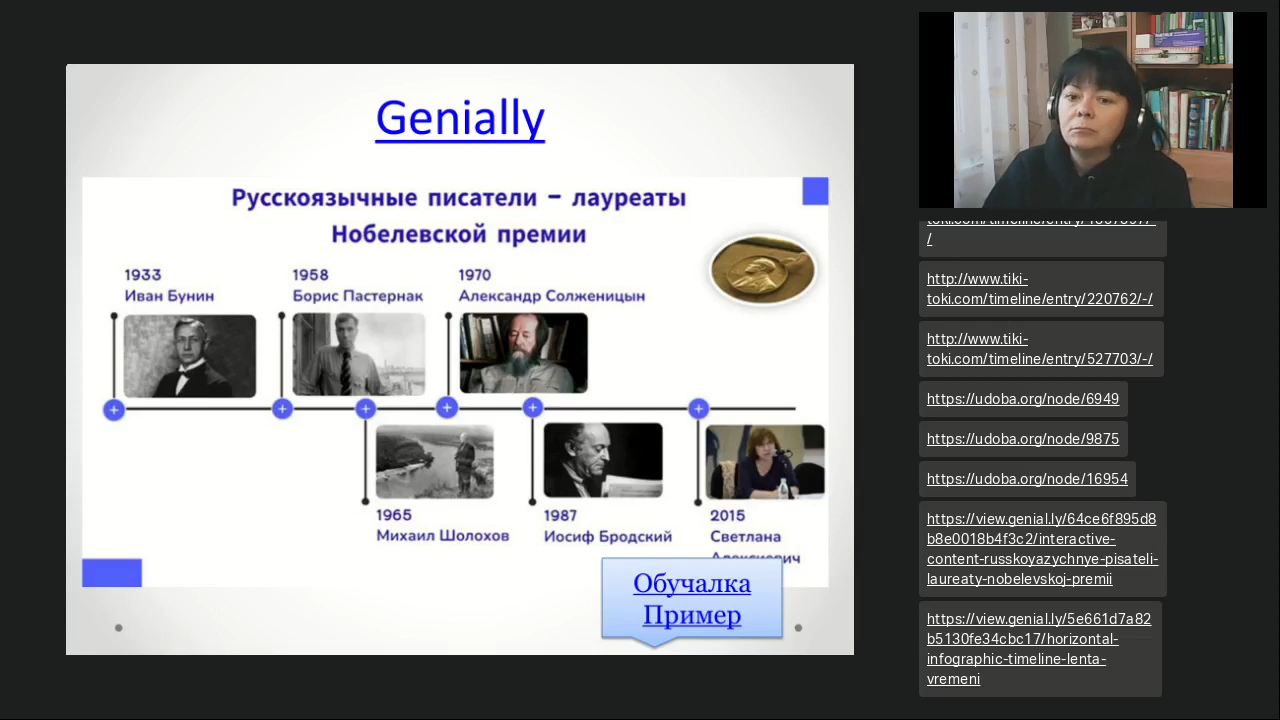 Genially
Русскоязычные писатели – лауреаты
Нобелевской премии
1933
Иван Бунин
1958
Борис Пастернак
1970
Александр Солженицын
1965
Михаил Шолохов
1987
Иосиф Бродский
2015
Светлана
Алексиевич
Обучалка
Пример
/
http://www.tiki-
toki.com/timeline/entry/220762/-/
http://www.tiki-
toki.com/timeline/entry/527703/-/
https://udoba.org/node/6949
https://udoba.org/node/9875
https://udoba.org/node/16954
https://view.genial.ly/64ce6f895d8
b8e0018b4f3c2/interactive-
content-russkoyazychnye-pisateli-
laureaty-nobelevskoj-premii
https://view.genial.ly/5e661d7a82
b5130fe34cbc17/horizontal-
infographic-timeline-lenta-
vremeni